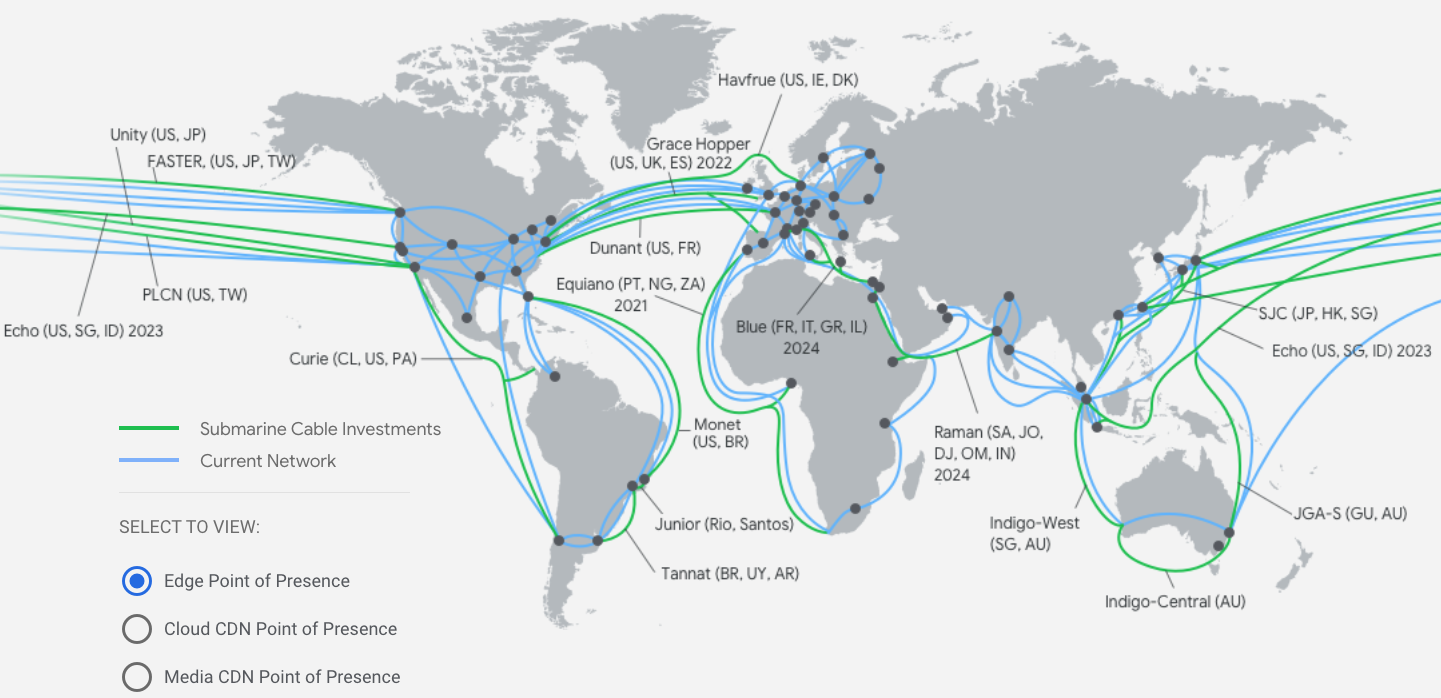 Havfrue (US, IE, DK)
Unity (US, JP)
FASTER, (US, JP, TW)
Grace Hopper
(US, UK, ES) 2022
Dunant (US, FR)
Equiano (PT, NG, ZA)
2021
PLCN (US, TW)
Echo (US, SG, ID) 2023
Blue (FR, IT, GR, IL)
2024
SJC (JP, HK, SG)
Echo (US, SG, ID) 2023
Curie (CL, US, PA)
Monet
(US, BR)
Raman (SA, JO,
DJ, OM, IN)
2024
Submarine Cable Investments
Current Network
Indigo-West
(SG, AU)
JGA-S (GU, AU)
Junior (Rio, Santos)
Tannat (BR, UY, AR)
Indigo-Central (AU)
SELECT TO VIEW:
Edge Point of Presence
Cloud CDN Point of Presence
Media CDN Point of Presence